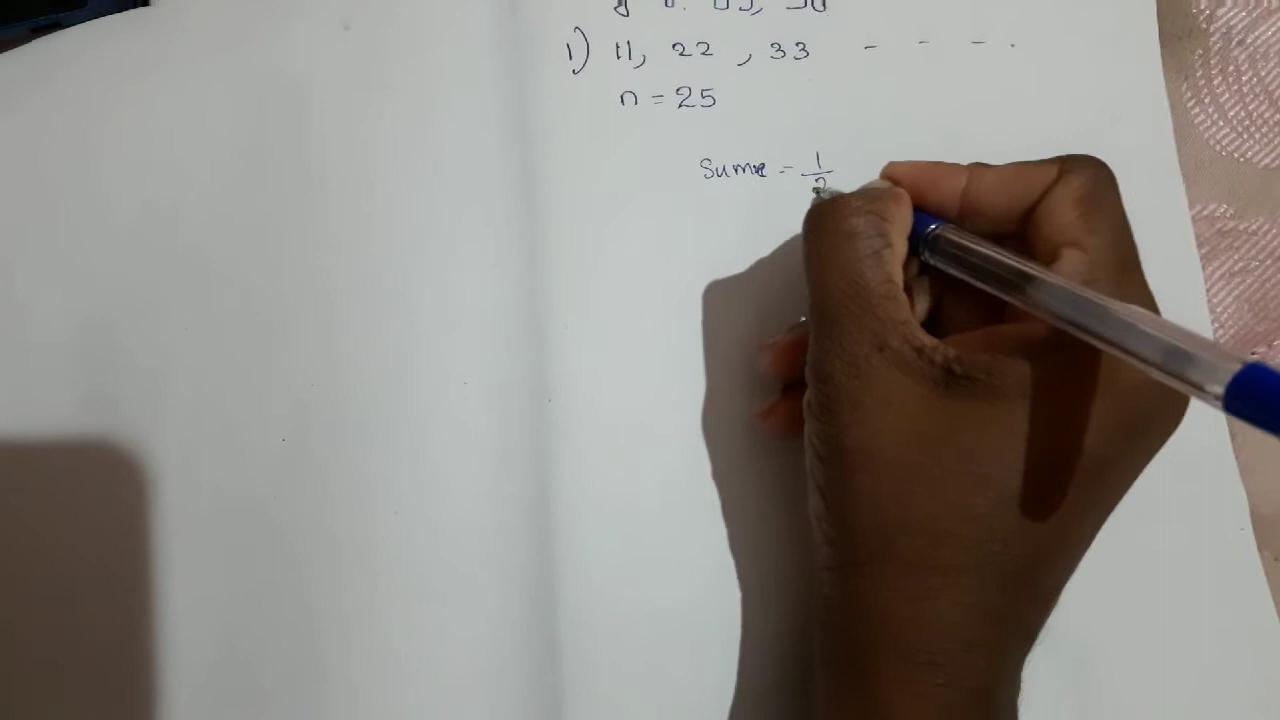 1) 11, 22, 33 - - - .
n = 25
Sum = 1/2